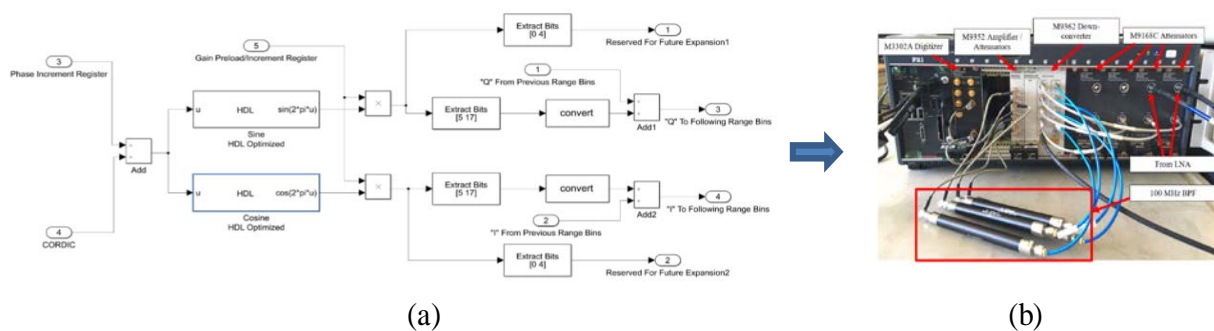 3
Phase Increment Register
4
CORDIC
+
+
Add
5
Gain Preload/Increment Register
u
HDL
sin(2*pi*u)
Sine
HDL Optimized
u
HDL
cos(2*pi*u)
Cosine
HDL Optimized
×
×
Extract Bits
[0 4]
1
Reserved For Future Expansion1
1
"Q" From Previous Range Bins
Extract Bits
[5 17]
convert
Add1
3
"Q" To Following Range Bins
Extract Bits
[5 17]
convert
2
"I" From Previous Range Bins
Add2
4
"I" To Following Range Bins
Extract Bits
[0 4]
2
Reserved For Future Expansion2
(a)
M3302A Digitizer
M9352 Amplifier /
Attenuators
M9362 Down-
converter
M9168C Attenuators
From LNA
100 MHz BPF
(b)